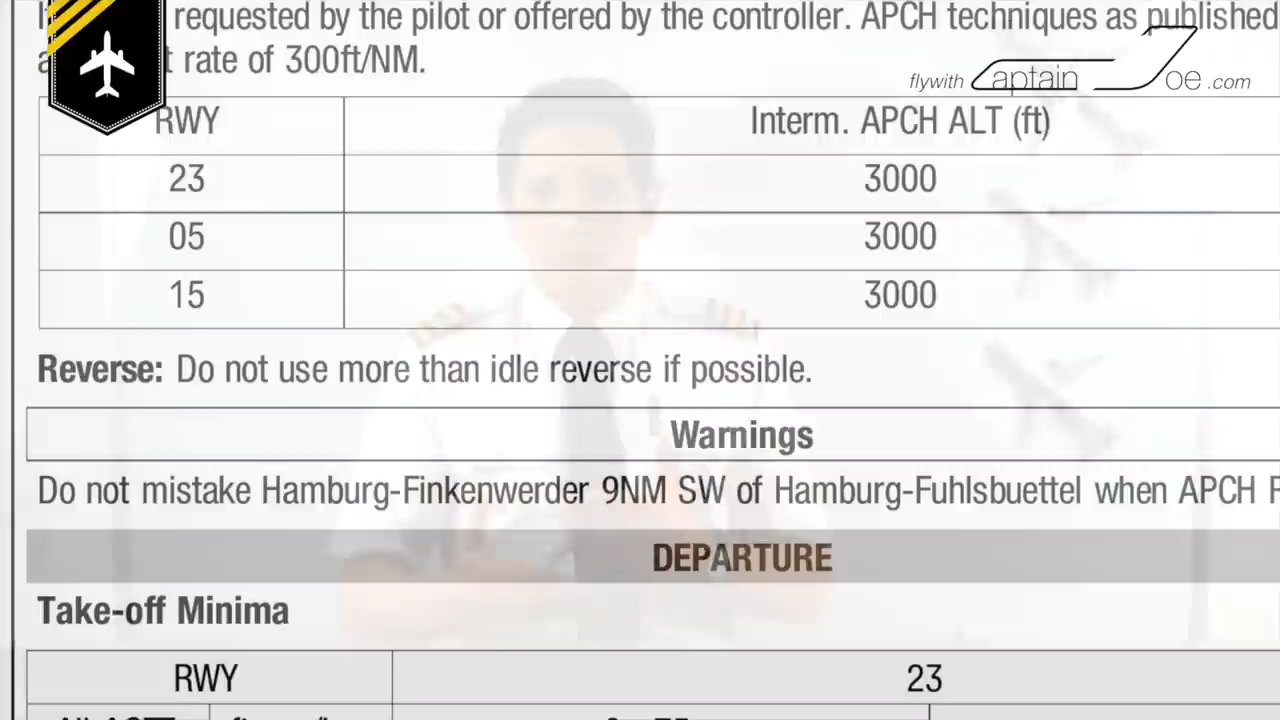 requested by the pilot or offered by the controller. APCH techniques as published
rate of 300ft/NM.
flywith Captain Joe .com
RWY Interm. APCH ALT (ft)
23 3000
05 3000
15 3000
Reverse: Do not use more than idle reverse if possible.
Warnings
Do not mistake Hamburg-Finkenwerder 9NM SW of Hamburg-Fuhlsbuettel when APCH
DEPARTURE
Take-off Minima
RWY 23